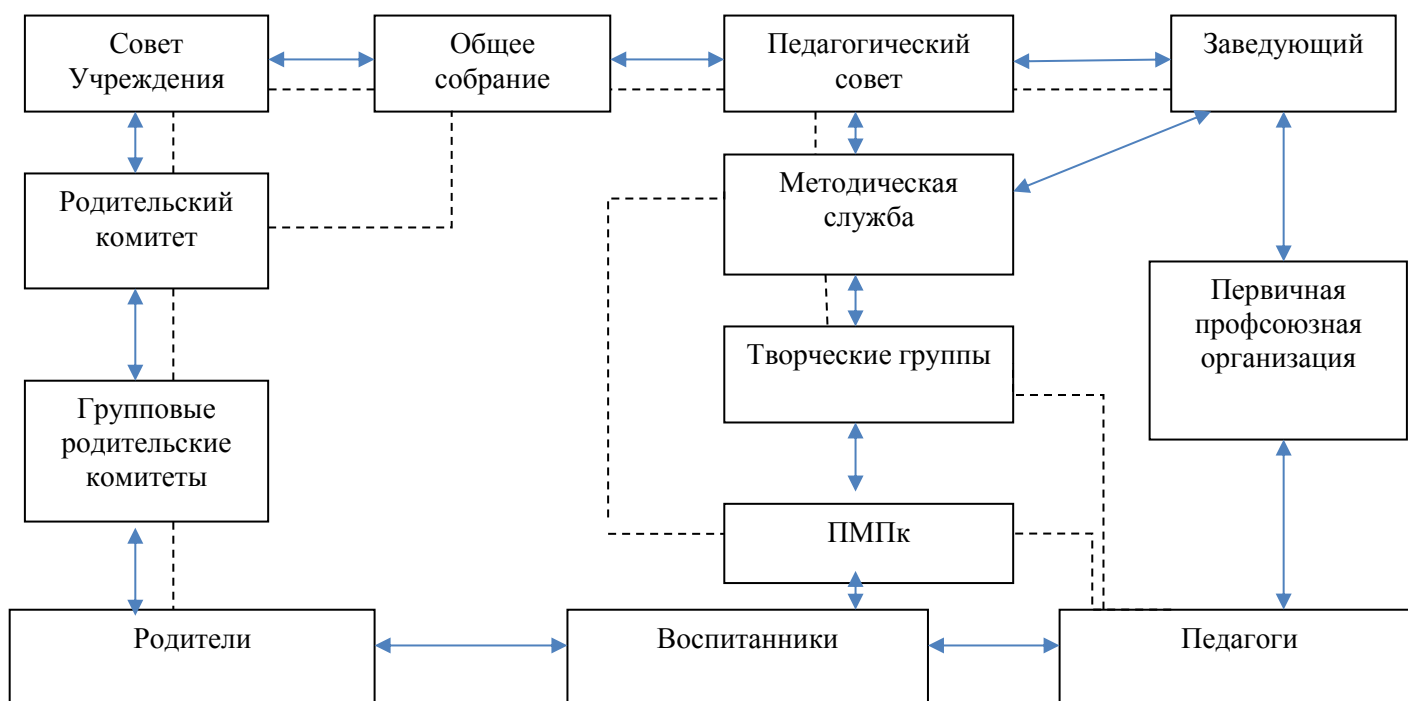 Совет
Учреждения
Общее
собрание
Педагогический
совет
Заведующий
Родительский
комитет
Методическая
служба
Первичная
профсоюзная
организация
Творческие группы
Групповые
родительские
комитеты
ПМПк
Родители
Воспитанники
Педагоги